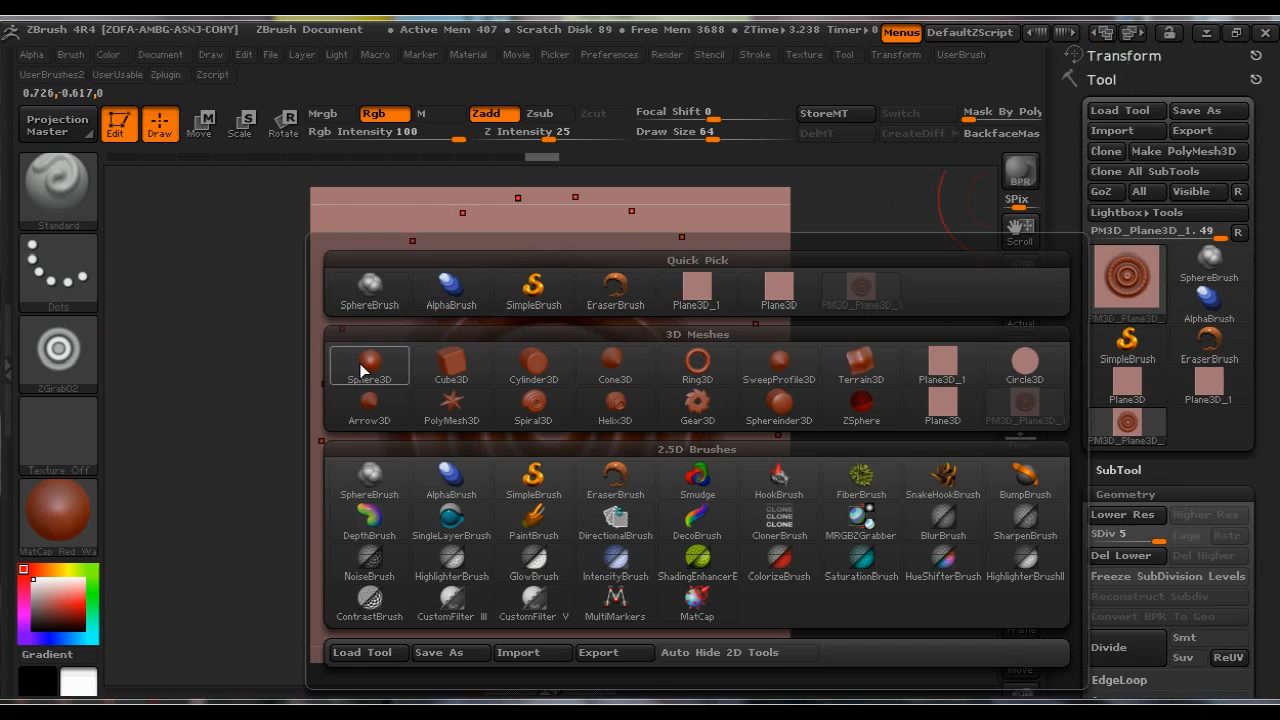 ZBrush 4R4 [ZOFA-AMBG-ASNJ-COHY] ZBrush Document • Active Mem 407 • Scratch Disk 89 • Free Mem 3688 • ZTime▸3.238 Timer▸0 Menus DefaultZScript
Alpha Brush Color Document Draw Edit File Layer Light Macro Marker Material Movie Picker Preferences Render Stencil Stroke Texture Tool Transform UserBrush
UserBrushes2 UserUsable Zplugin Zscript
0.726,-0.617,0
Projection Master
Edit Draw Move Scale Rotate
Mrgb Rgb M Zadd Zsub Zcut Focal Shift 0 StoreMT Switch Mask By Poly
Rgb Intensity 100 Z Intensity 25 Draw Size 64 DelMT CreateDiff M BackfaceMas
Standard
Dots
ZGrab02
Texture Off
MatCap Red Wa
Gradient
Quick Pick
SphereBrush AlphaBrush SimpleBrush EraserBrush Plane3D_1 Plane3D PM3D_Plane3D_1
3D Meshes
Sphere3D Cube3D Cylinder3D Cone3D Ring3D SweepProfile3D Terrain3D Plane3D_1 Circle3D
Arrow3D PolyMesh3D Spiral3D Helix3D Gear3D Sphereinder3D ZSphere Plane3D PM3D_Plane3D_1
2.5D Brushes
SphereBrush AlphaBrush SimpleBrush EraserBrush Smudge HookBrush FiberBrush SnakeHookBrush BumpBrush
DepthBrush SingleLayerBrush PaintBrush DirectionalBrush DecoBrush ClonerBrush MRGBZGrabber BlurBrush SharpenBrush
NoiseBrush HighlighterBrush GlowBrush IntensityBrush ShadingEnhancerE ColorizeBrush SaturationBrush HueShifterBrush HighlighterBrushII
ContrastBrush CustomFilter III CustomFilter V MultiMarkers MatCap
Load Tool Save As Import Export Auto Hide 2D Tools
BPR
SPix
Scroll
Actual
Floor
Frame
Move
Transform
Tool
Load Tool Save As
Import Export
Clone Make PolyMesh3D
Clone All SubTools
GoZ All Visible R
Lightbox▸Tools
PM3D_Plane3D_1. 49 R
SphereBrush
AlphaBrush
SimpleBrush EraserBrush
Plane3D Plane3D_1
PM3D_Plane3D_1
SubTool
Geometry
Lower Res Higher Res
SDiv 5 Cage Rstr
Del Lower Del Higher
Freeze SubDivision Levels
Reconstruct Subdiv
Convert BPR To Geo
Divide Smt
Suv ReUV
EdgeLoop